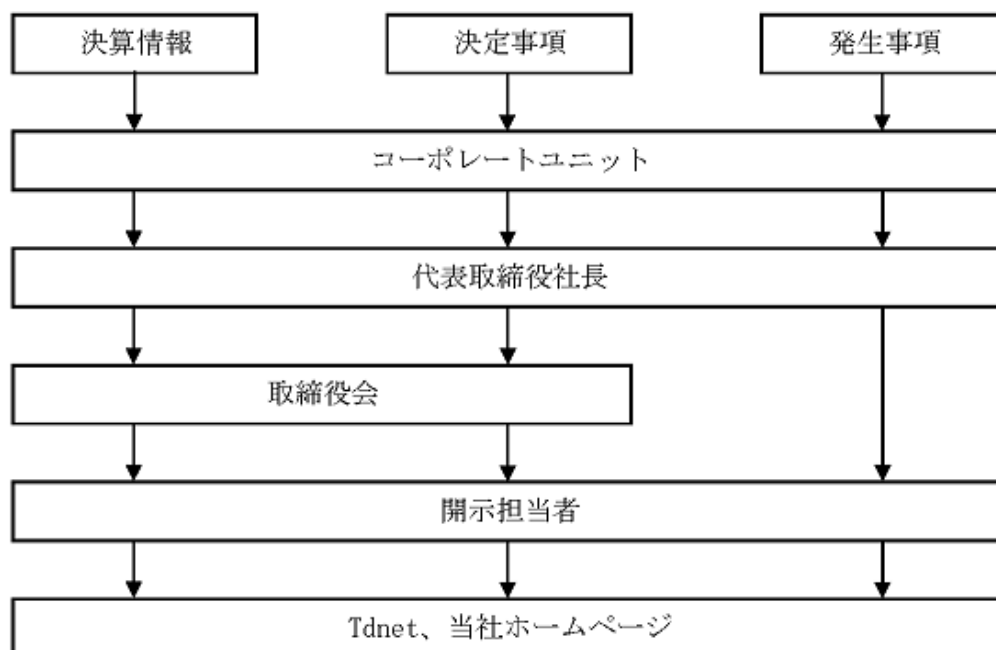 決算情報
決定事項
発生事項
コーポレートユニット
代表取締役社長
取締役会
開示担当者
Tdnet、当社ホームページ